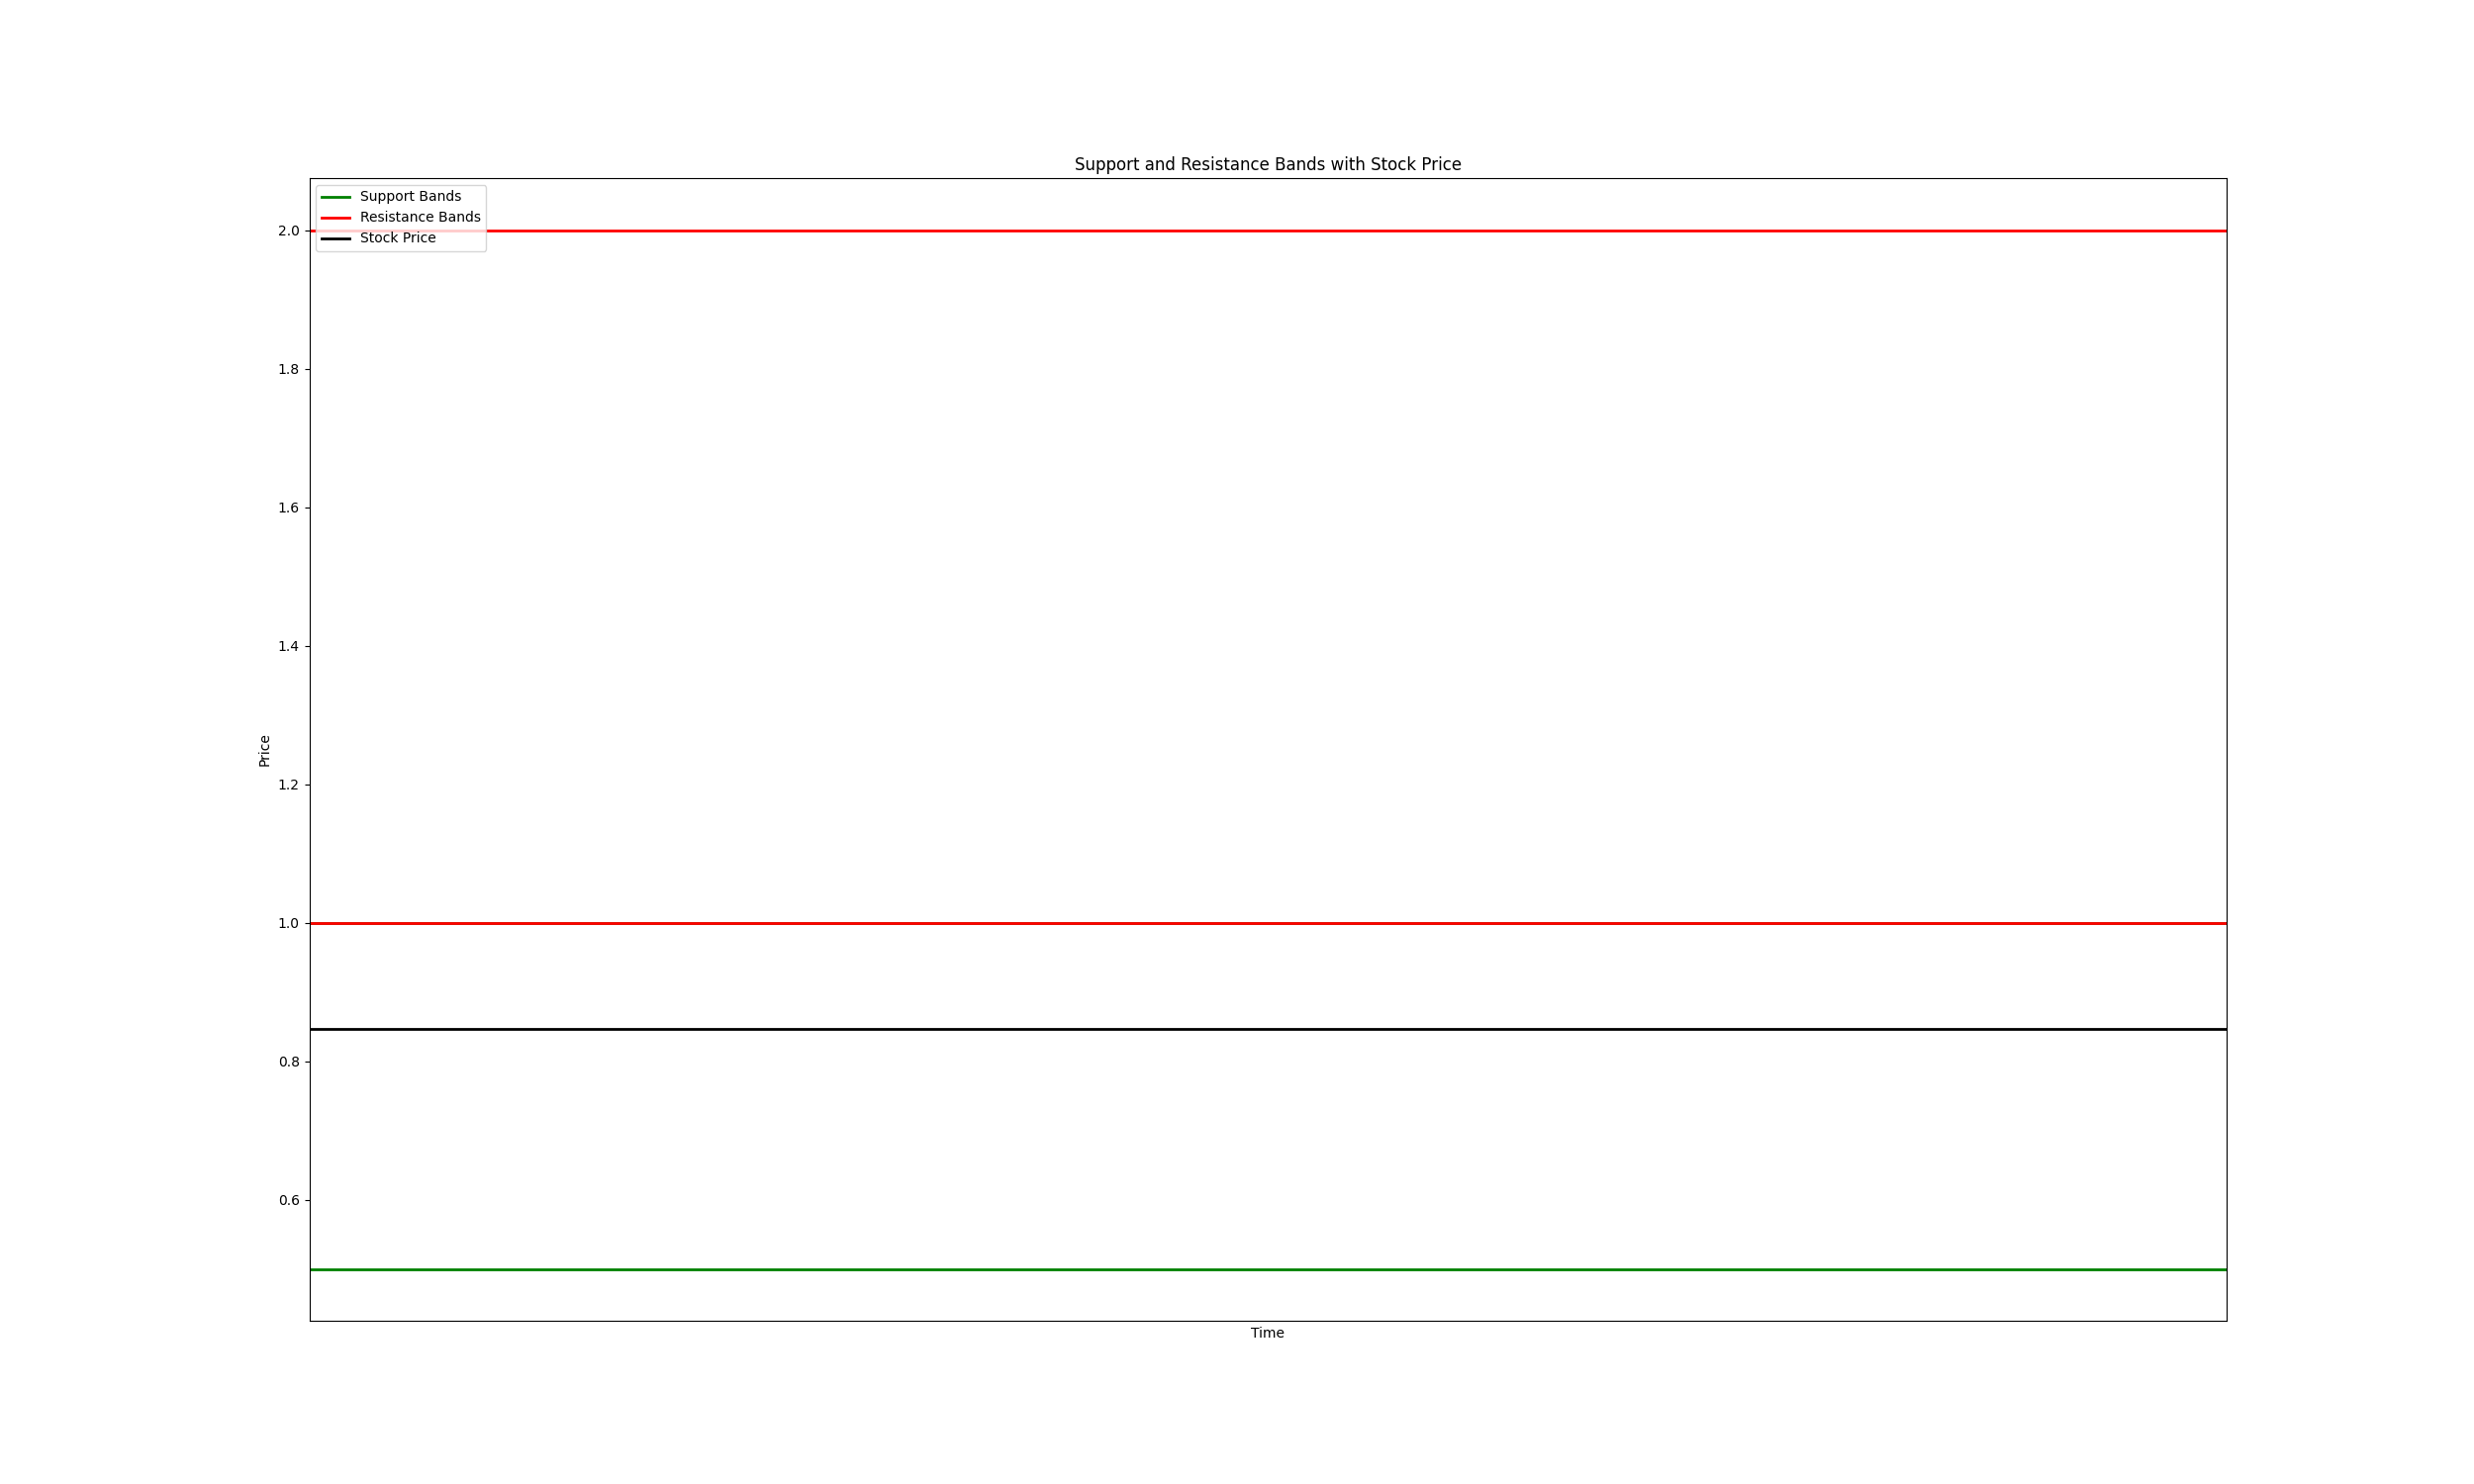 Support and Resistance Bands with Stock Price
Support Bands
Resistance Bands
Stock Price
2.0
1.8
1.6
1.4
1.2
1.0
0.8
0.6
Price
Time